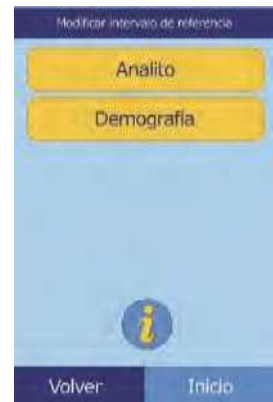 Modificar intervalo de referencia
Analito
Demografía
i
Volver
Inicio